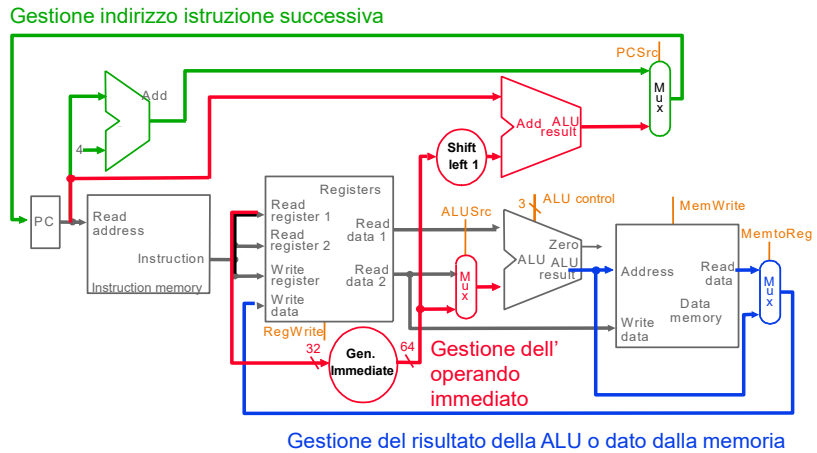 Gestione indirizzo istruzione successiva
PCSrc
Add
Mux
4
Add
ALU
result
Shift
left 1
Registers
Read
register 1
ALUSrc
3
ALU control
MemWrite
PC
Read
address
Read
data 1
Read
register 2
Zero
MemtoReg
Instruction
ALU
ALU
result
Address
Read
data
Write
register
Read
data 2
Mux
Mux
Instruction memory
Write
data
Data
memory
RegWrite
Write
data
32
Gen.
Immediate
64
Gestione dell'
operando
immediato
Gestione del risultato della ALU o dato dalla memoria